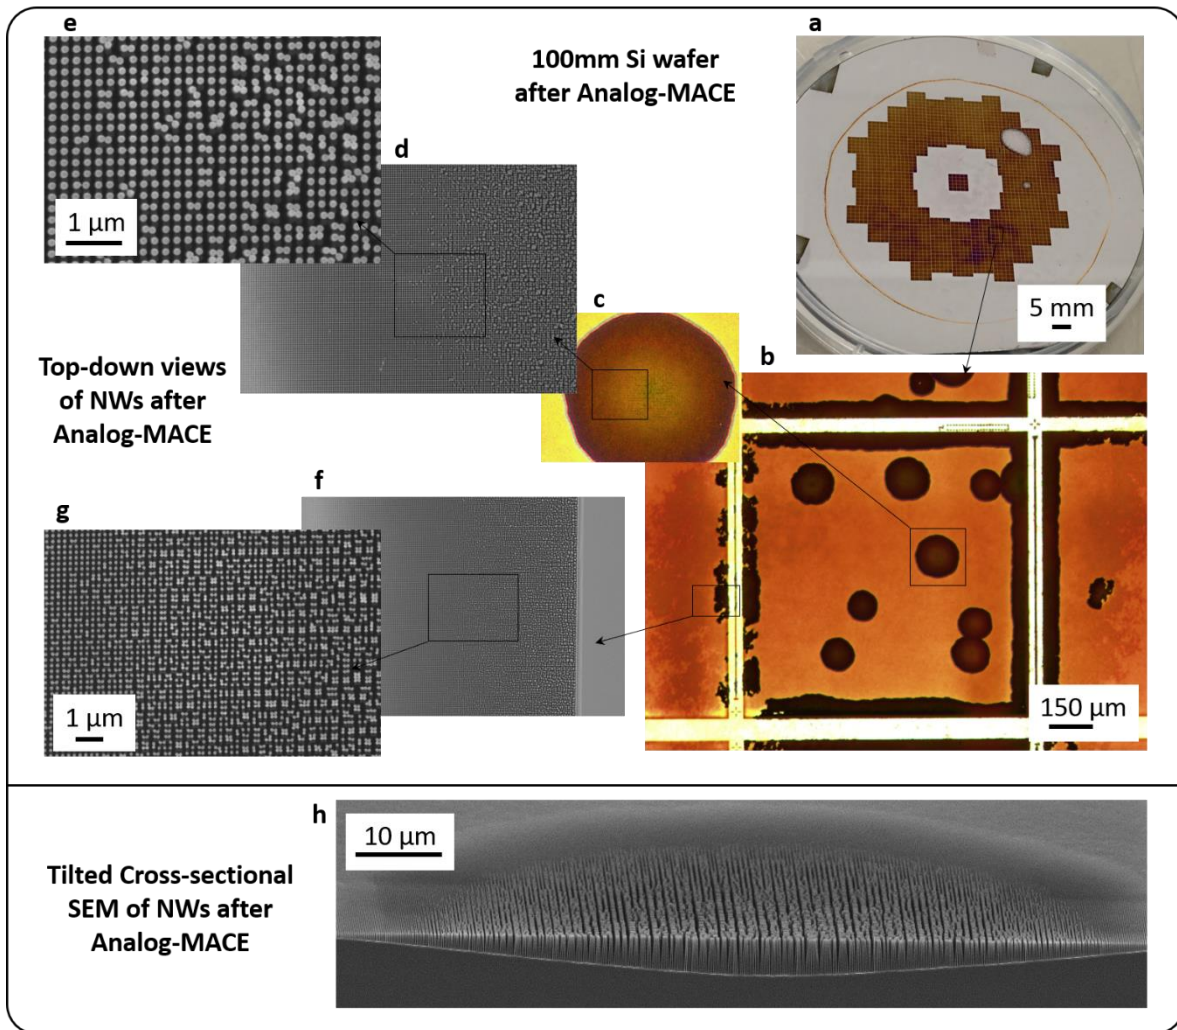 e
100mm Si wafer
after Analog-MACE
a
1 µm
d
5 mm
c
b
Top-down views
of NWs after
Analog-MACE
f
g
1 µm
150 µm
h
10 µm
Tilted Cross-sectional
SEM of NWs after
Analog-MACE